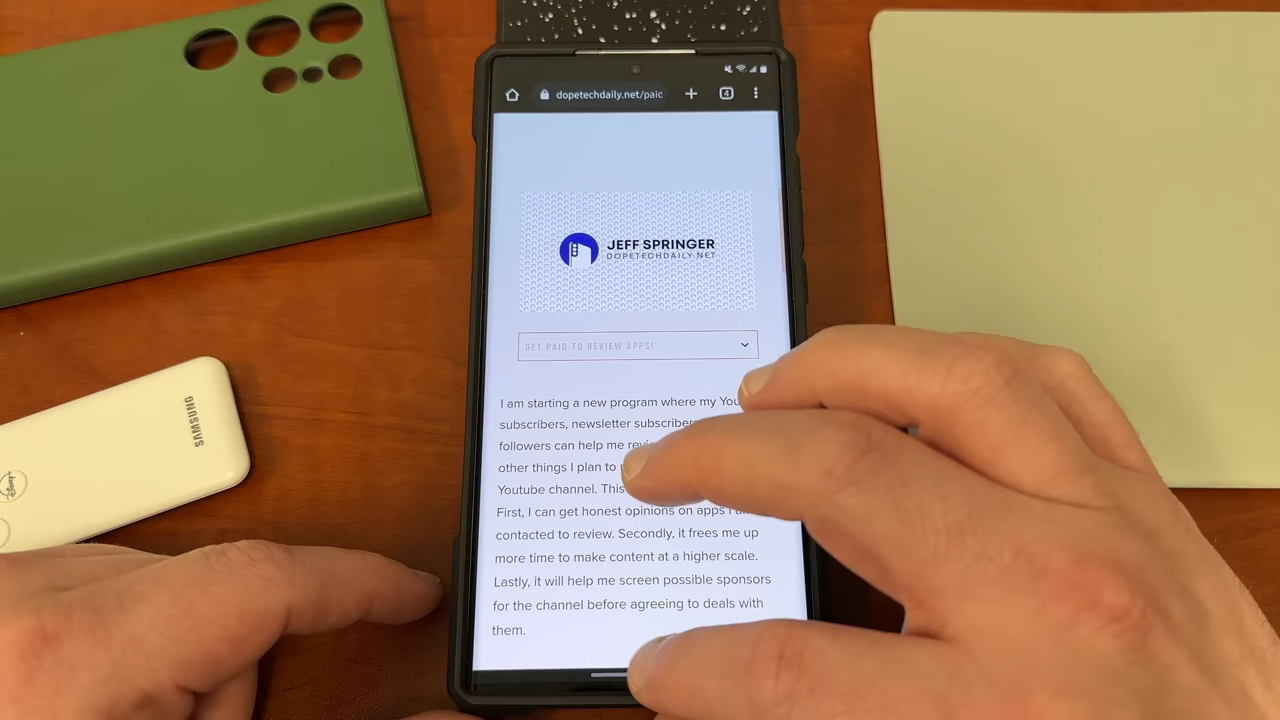 dopetechdaily.net/paid
4
JEFF SPRINGER
DOPETECHDAILY.NET
GET PAID TO REVIEW APPS!
I am starting a new program where my
subscribers, newsletter
followers can help me
other things I plan to
Youtube channel. This
First, I can get honest opinions on apps I
contacted to review. Secondly, it frees me up
more time to make content at a higher scale.
Lastly, it will help me screen possible sponsors
for the channel before agreeing to deals with
them.
SAMSUNG
Disney+